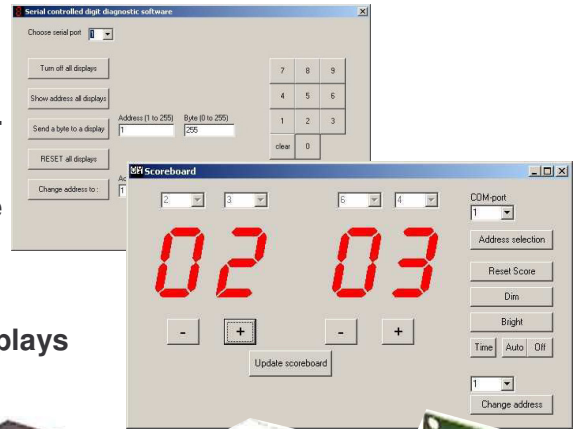 Serial controlled digit diagnostic software
Choose serial port 1
Turn off all displays
Show address all displays
Send a byte to a display
Address (1 to 255) Byte (0 to 255)
1 255
RESET all displays
Change address to :
1
7 8 9
4 5 6
1 2 3
clear 0
Scoreboard
2 3 6 4
COM-port
1
02 03
Address selection
Reset Score
Dim
Bright
Time Auto Off
- + - +
Update scoreboard
1
Change address
plays